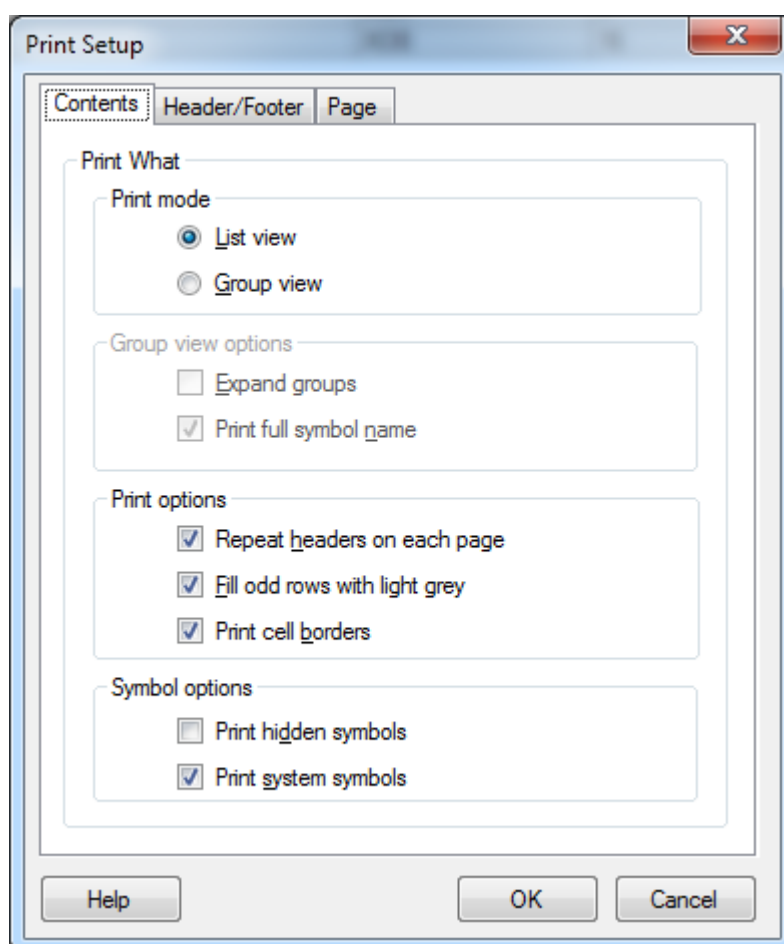 Print Setup
Contents Header/Footer Page
Print What
Print mode
List view
Group view
Group view options
Expand groups
Print full symbol name
Print options
Repeat headers on each page
Fill odd rows with light grey
Print cell borders
Symbol options
Print hidden symbols
Print system symbols
Help OK Cancel